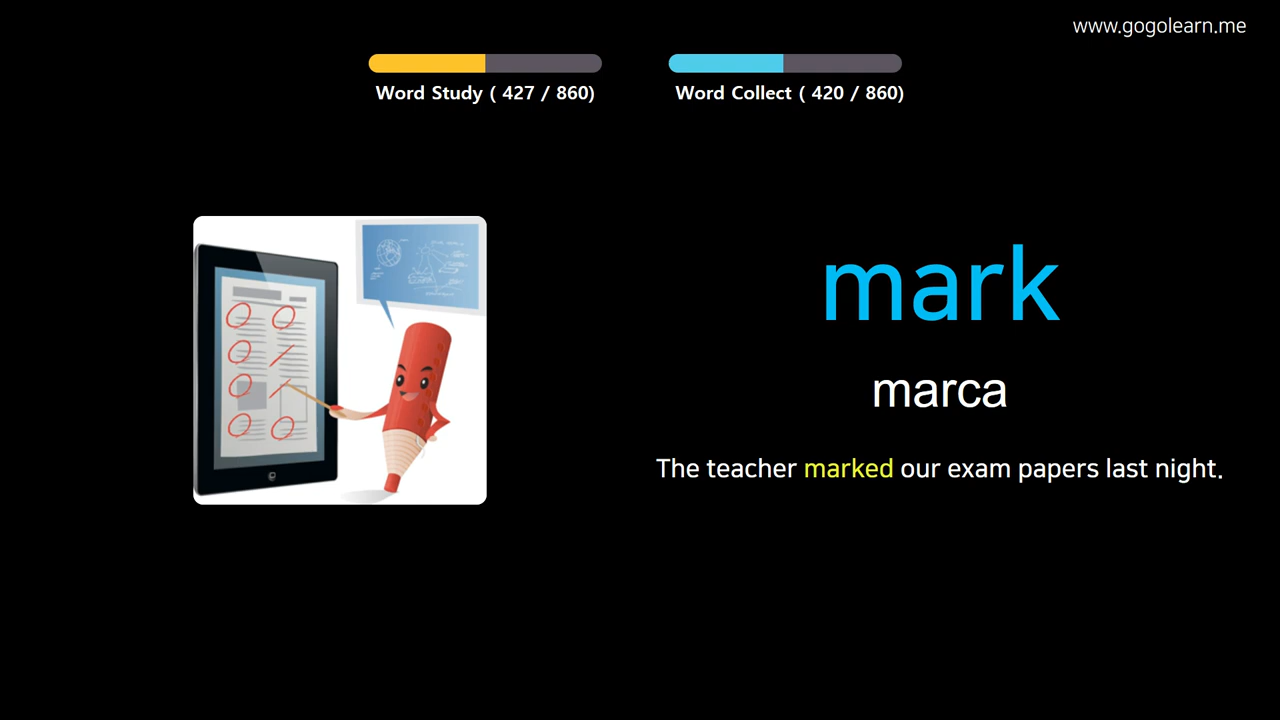 www.gogolearn.me
Word Study ( 427 / 860)
Word Collect ( 420 / 860)
mark
marca
The teacher marked our exam papers last night.